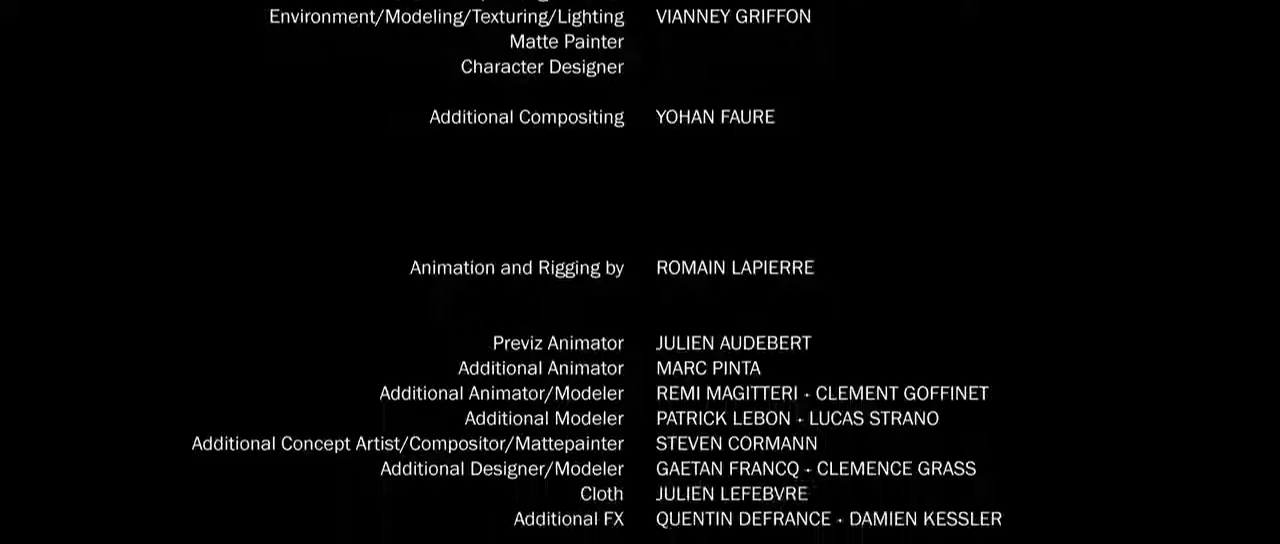 Environment/Modeling/Texturing/Lighting VIANNEY GRIFFON
Matte Painter
Character Designer
Additional Compositing YOHAN FAURE
Animation and Rigging by ROMAIN LAPIERRE
Previz Animator JULIEN AUDEBERT
Additional Animator MARC PINTA
Additional Animator/Modeler REMI MAGITTERI - CLEMENT GOFFINET
Additional Modeler PATRICK LEBON - LUCAS STRANO
Additional Concept Artist/Compositor/Mattepainter STEVEN CORMANN
Additional Designer/Modeler GAETAN FRANCQ - CLEMENCE GRASS
Cloth JULIEN LEFEBVRE
Additional FX QUENTIN DEFRANCE - DAMIEN KESSLER